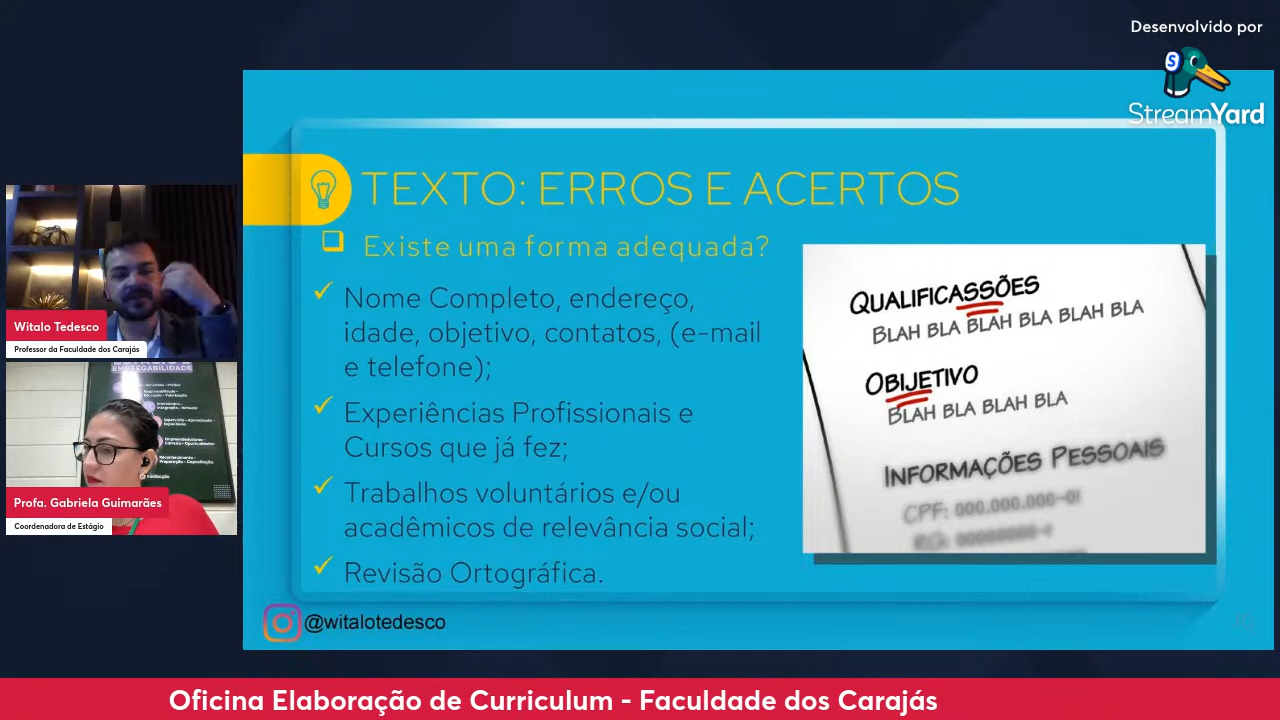 Desenvolvido por
StreamYard
TEXTO: ERROS E ACERTOS
Existe uma forma adequada?
Nome Completo, endereço,
idade, objetivo, contatos, (e-mail
e telefone);
Experiências Profissionais e
Cursos que já fez;
Trabalhos voluntários e/ou
acadêmicos de relevância social;
Revisão Ortográfica.
@witalotedesco
QUALIFICASSÕES
BLAH BLA BLAH BLA BLAH BLA
OBIJETIVO
BLAH BLA BLAH BLA
INFORMAÇÕES PESSOAIS
CPF: 000.000.000-01
Witalo Tedesco
Professor da Faculdade dos Carajás
EMPREGABILIDADE
Profa. Gabriela Guimarães
Coordenadora de Estágio
Oficina Elaboração de Curriculum - Faculdade dos Carajás